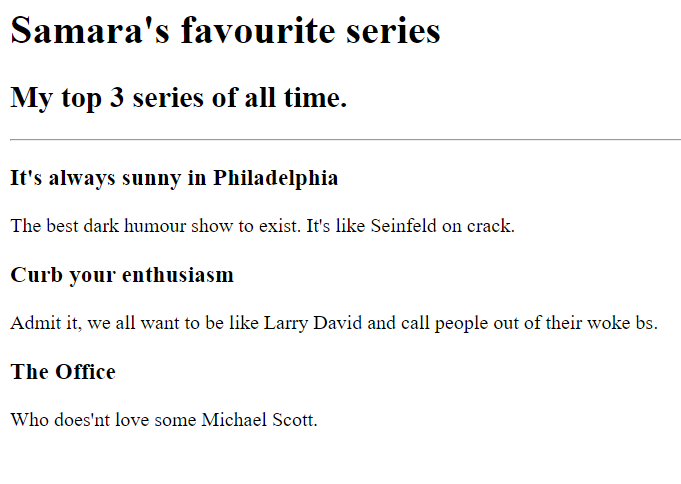 Samara's favourite series
My top 3 series of all time.
It's always sunny in Philadelphia
The best dark humour show to exist. It's like Seinfeld on crack.
Curb your enthusiasm
Admit it, we all want to be like Larry David and call people out of their woke bs.
The Office
Who does'nt love some Michael Scott.